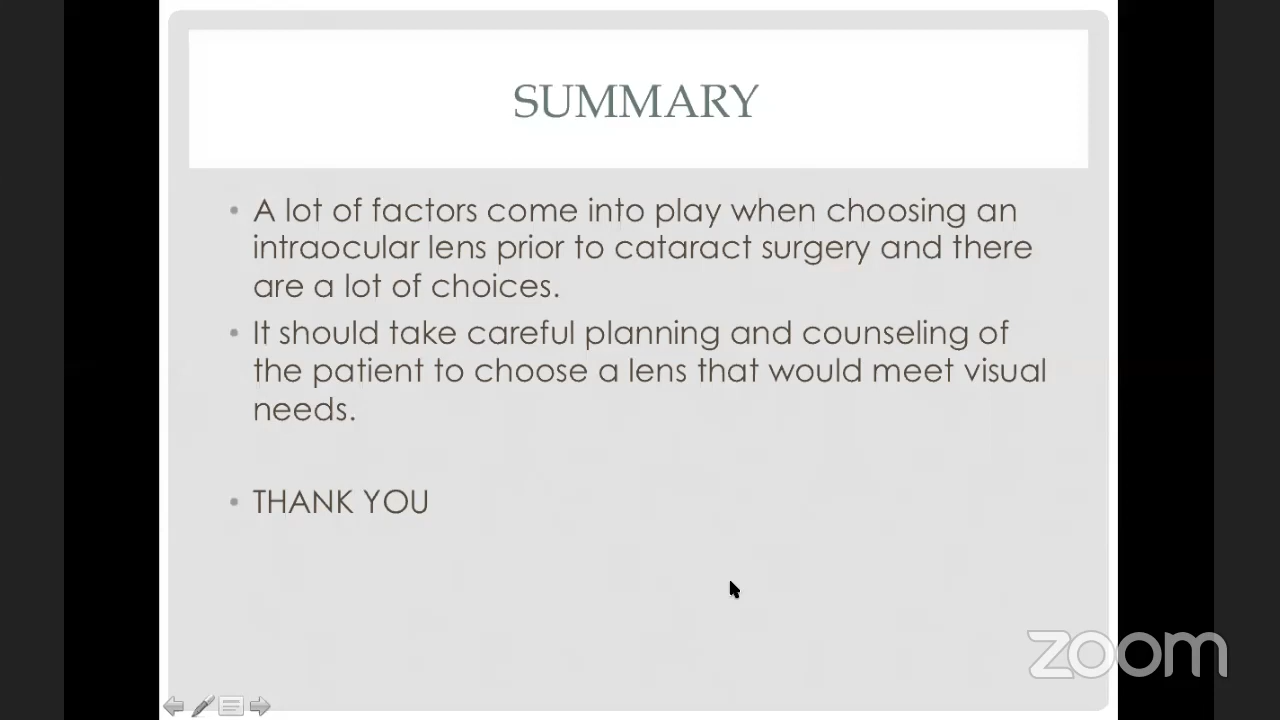 SUMMARY
• A lot of factors come into play when choosing an
intraocular lens prior to cataract surgery and there
are a lot of choices.
• It should take careful planning and counseling of
the patient to choose a lens that would meet visual
needs.
• THANK YOU
zoom